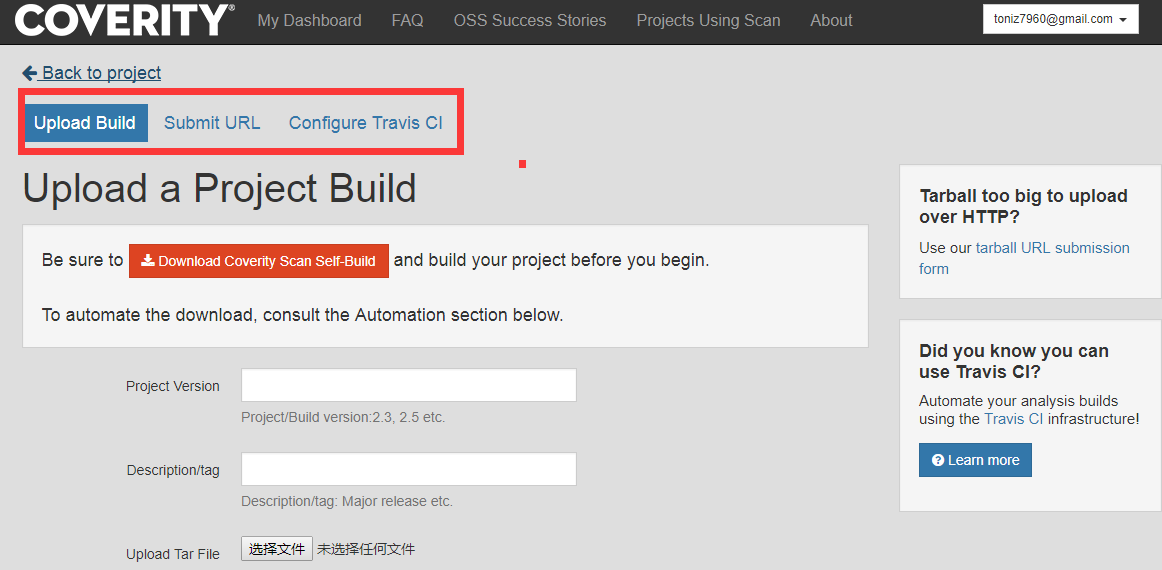 COVERITY® My Dashboard FAQ OSS Success Stories Projects Using Scan About toniz7960@gmail.com
Back to project
Upload Build Submit URL Configure Travis CI
Upload a Project Build
Be sure to Download Coverity Scan Self-Build and build your project before you begin.
To automate the download, consult the Automation section below.
Project Version
Project/Build version:2.3, 2.5 etc.
Description/tag
Description/tag: Major release etc.
Upload Tar File 选择文件 未选择任何文件
Tarball too big to upload
over HTTP?
Use our tarball URL submission
form
Did you know you can
use Travis CI?
Automate your analysis builds
using the Travis CI infrastructure!
Learn more